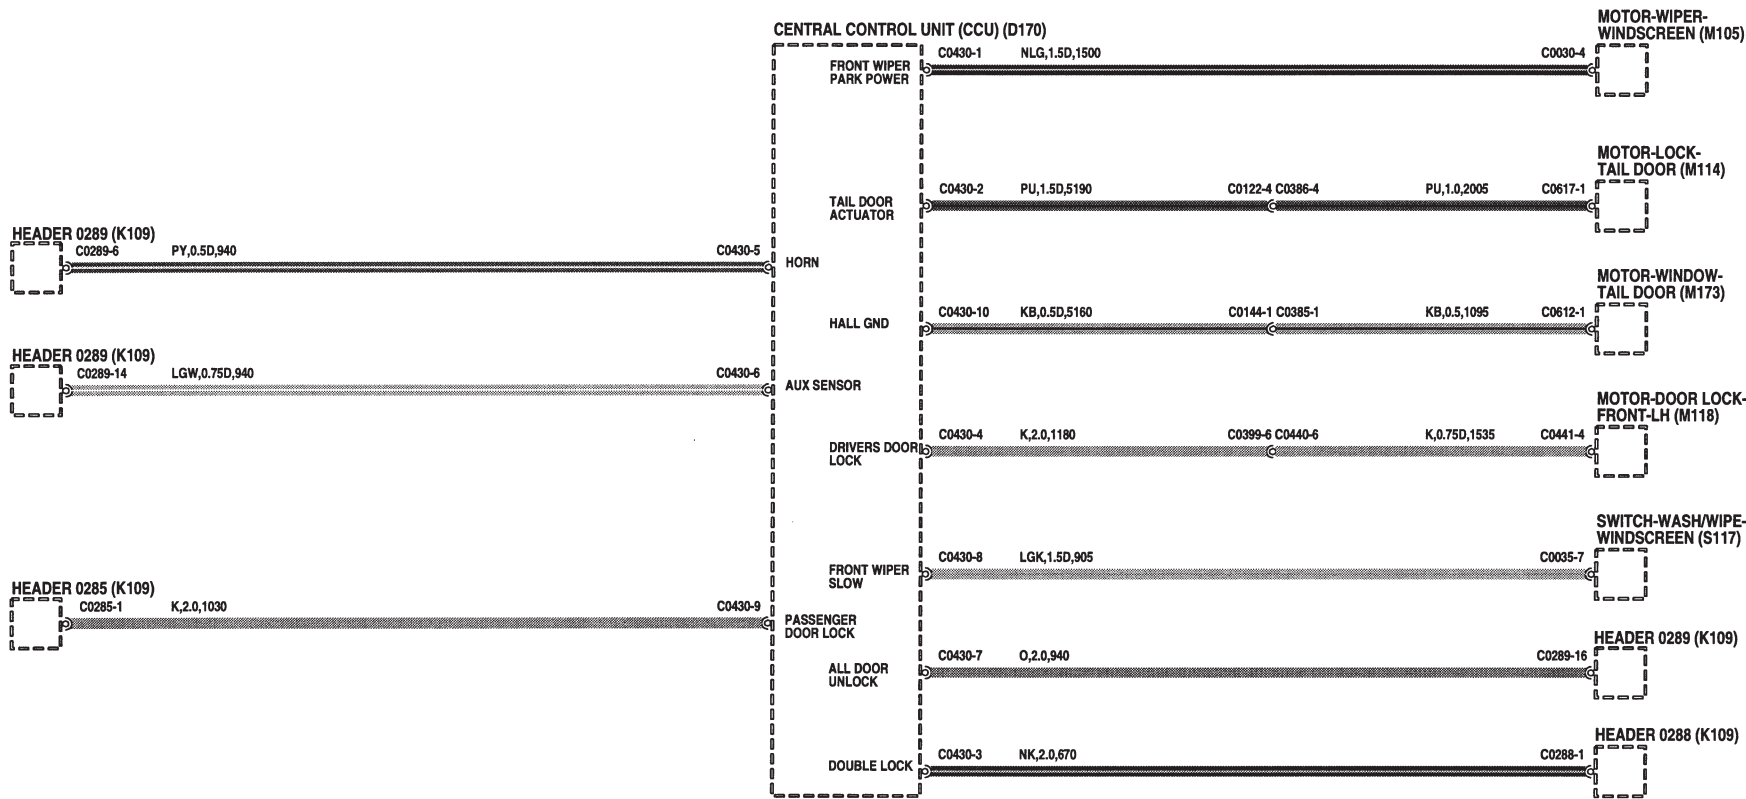 CENTRAL CONTROL UNIT (CCU) (D170)
MOTOR-WIPER-
WINDSCREEN (M105)
FRONT WIPER
PARK POWER
C0430-1 NLG,1.5D,1500 C0030-4
MOTOR-LOCK-
TAIL DOOR (M114)
TAIL DOOR
ACTUATOR
C0430-2 PU,1.5D,5190 C0122-4 C0386-4 PU,1.0,2005 C0617-1
HEADER 0289 (K109)
C0289-6 PY,0.5D,940 C0430-5
HORN
MOTOR-WINDOW-
TAIL DOOR (M173)
HALL GND
C0430-10 KB,0.5D,5160 C0144-1 C0385-1 KB,0.5,1095 C0612-1
HEADER 0289 (K109)
C0289-14 LGW,0.75D,940 C0430-6
AUX SENSOR
MOTOR-DOOR LOCK-
FRONT-LH (M118)
DRIVERS DOOR
LOCK
C0430-4 K,2.0,1180 C0399-6 C0440-6 K,0.75D,1535 C0441-4
SWITCH-WASH/WIPE-
WINDSCREEN (S117)
FRONT WIPER
SLOW
C0430-8 LGK,1.5D,905 C0035-7
HEADER 0285 (K109)
C0285-1 K,2.0,1030 C0430-9
PASSENGER
DOOR LOCK
HEADER 0289 (K109)
ALL DOOR
UNLOCK
C0430-7 O,2.0,940 C0289-16
HEADER 0288 (K109)
DOUBLE LOCK
C0430-3 NK,2.0,670 C0288-1